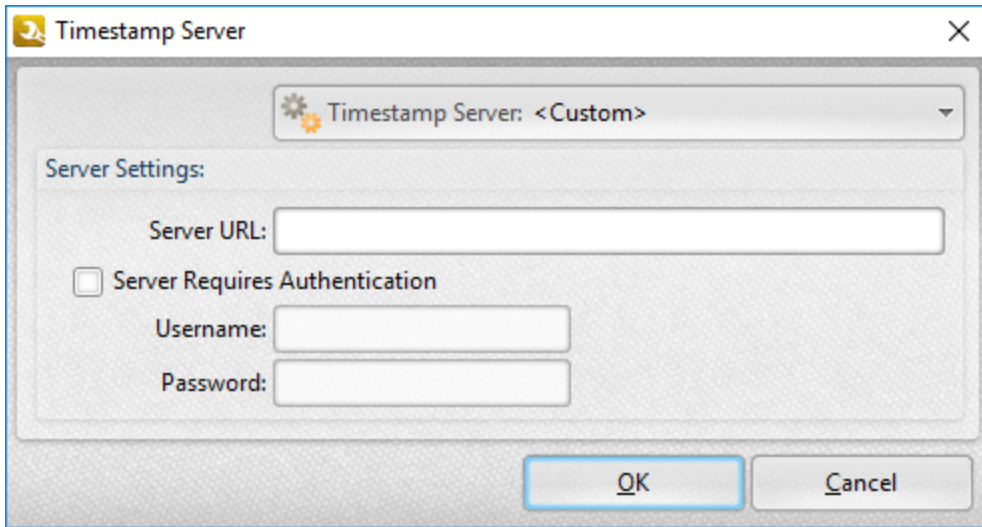 Timestamp Server
Timestamp Server: <Custom>
Server Settings:
Server URL:
Server Requires Authentication
Username:
Password:
OK Cancel